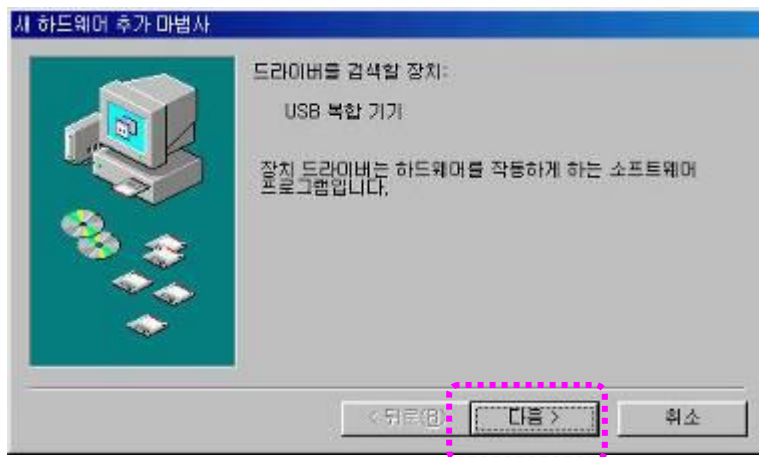 새 하드웨어 추가 마법사
드라이버를 검색할 장치:
USB 복합 기기
장치 드라이버는 하드웨어를 작동하게 하는 소프트웨어
프로그램입니다.
< 뒤로(B) 다음 > 취소